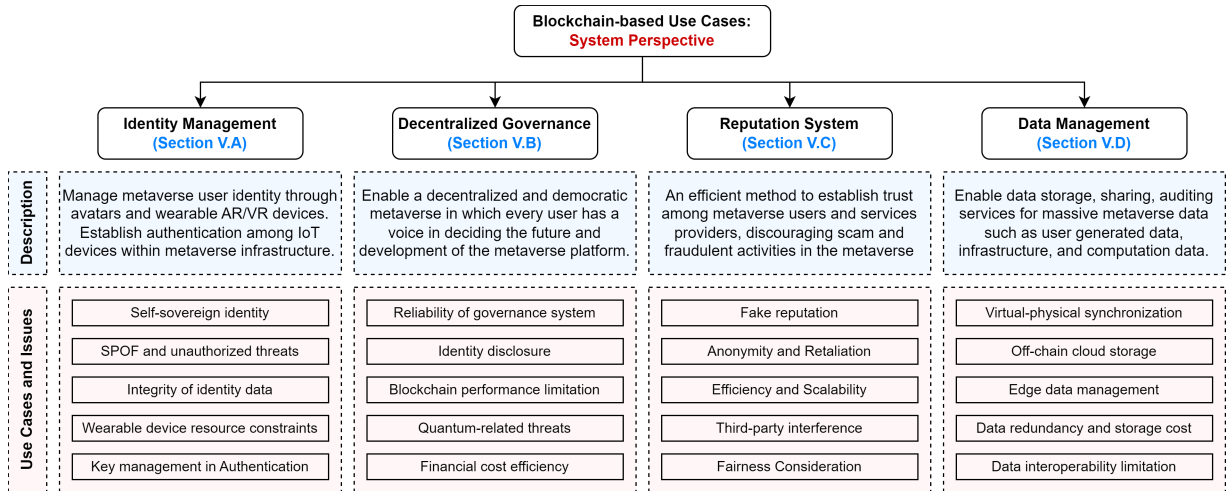 Blockchain-based Use Cases:
System Perspective
Identity Management
(Section V.A)
Decentralized Governance
(Section V.B)
Reputation System
(Section V.C)
Data Management
(Section V.D)
Description
Manage metaverse user identity through
avatars and wearable AR/VR devices.
Establish authentication among IoT
devices within metaverse infrastructure.
Enable a decentralized and democratic
metaverse in which every user has a
voice in deciding the future and
development of the metaverse platform.
An efficient method to establish trust
among metaverse users and services
providers, discouraging scam and
fraudulent activities in the metaverse
Enable data storage, sharing, auditing
services for massive metaverse data
such as user generated data,
infrastructure, and computation data.
Use Cases and Issues
Self-sovereign identity
SPOF and unauthorized threats
Integrity of identity data
Wearable device resource constraints
Key management in Authentication
Reliability of governance system
Identity disclosure
Blockchain performance limitation
Quantum-related threats
Financial cost efficiency
Fake reputation
Anonymity and Retaliation
Efficiency and Scalability
Third-party interference
Fairness Consideration
Virtual-physical synchronization
Off-chain cloud storage
Edge data management
Data redundancy and storage cost
Data interoperability limitation